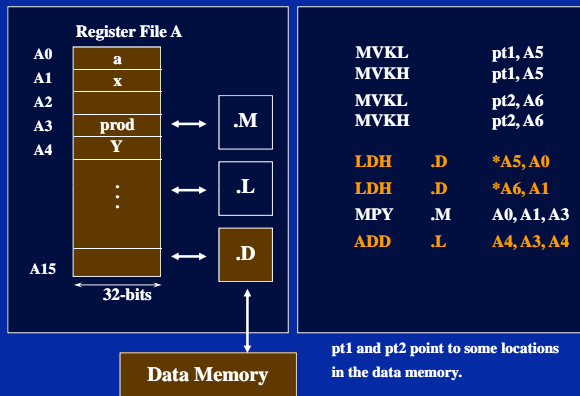 Register File A
A0 a
A1 x
A2
A3 prod .M
A4 Y
⋮ .L
.D
A15
32-bits
Data Memory
MVKL pt1, A5
MVKH pt1, A5
MVKL pt2, A6
MVKH pt2, A6
LDH .D *A5, A0
LDH .D *A6, A1
MPY .M A0, A1, A3
ADD .L A4, A3, A4
pt1 and pt2 point to some locations
in the data memory.